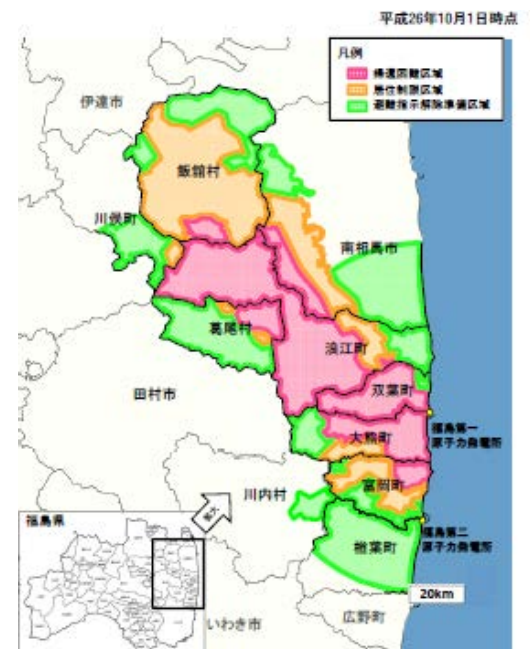 平成26年10月1日時点
凡例
帰還困難区域
居住制限区域
避難指示解除準備区域
伊達市
飯舘村
川俣町
南相馬市
葛尾村
浪江町
田村市
双葉町
大熊町
福島第一
原子力発電所
富岡町
川内村
拡大
福島県
福島第二
原子力発電所
楢葉町
20km
広野町
いわき市